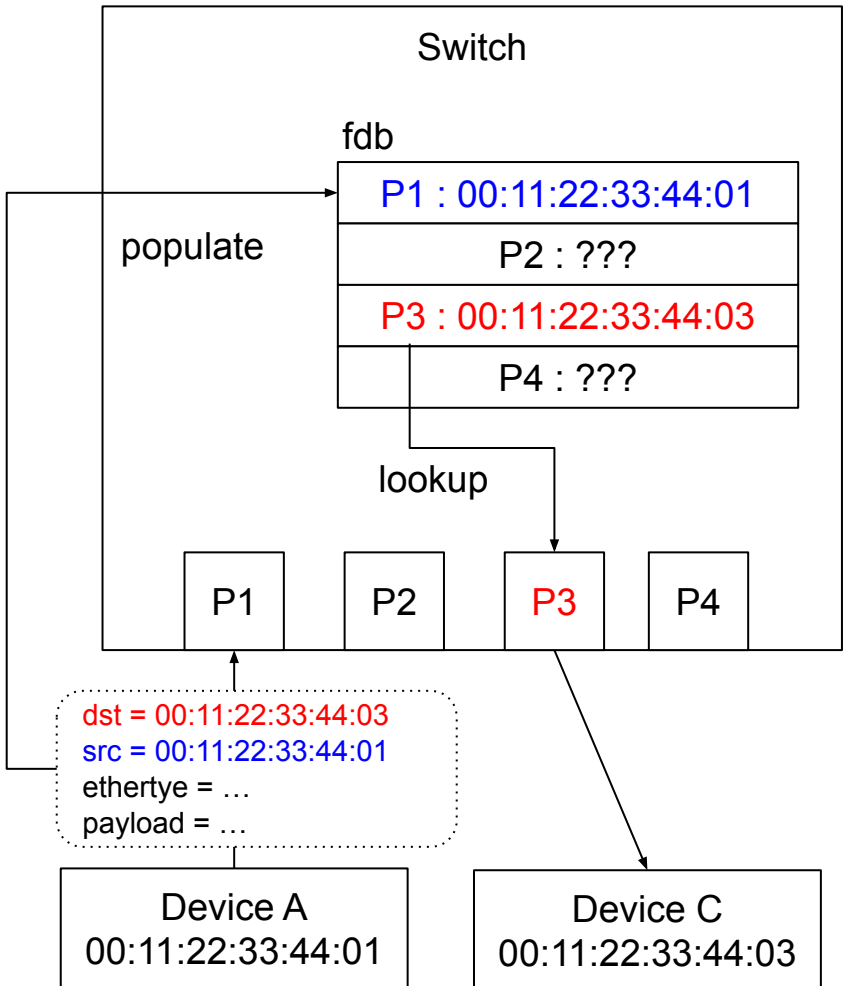 Switch
fdb
P1 : 00:11:22:33:44:01
populate
P2 : ???
P3 : 00:11:22:33:44:03
P4 : ???
lookup
P1
P2
P3
P4
dst = 00:11:22:33:44:03
src = 00:11:22:33:44:01
ethertye = …
payload = …
Device A
00:11:22:33:44:01
Device C
00:11:22:33:44:03